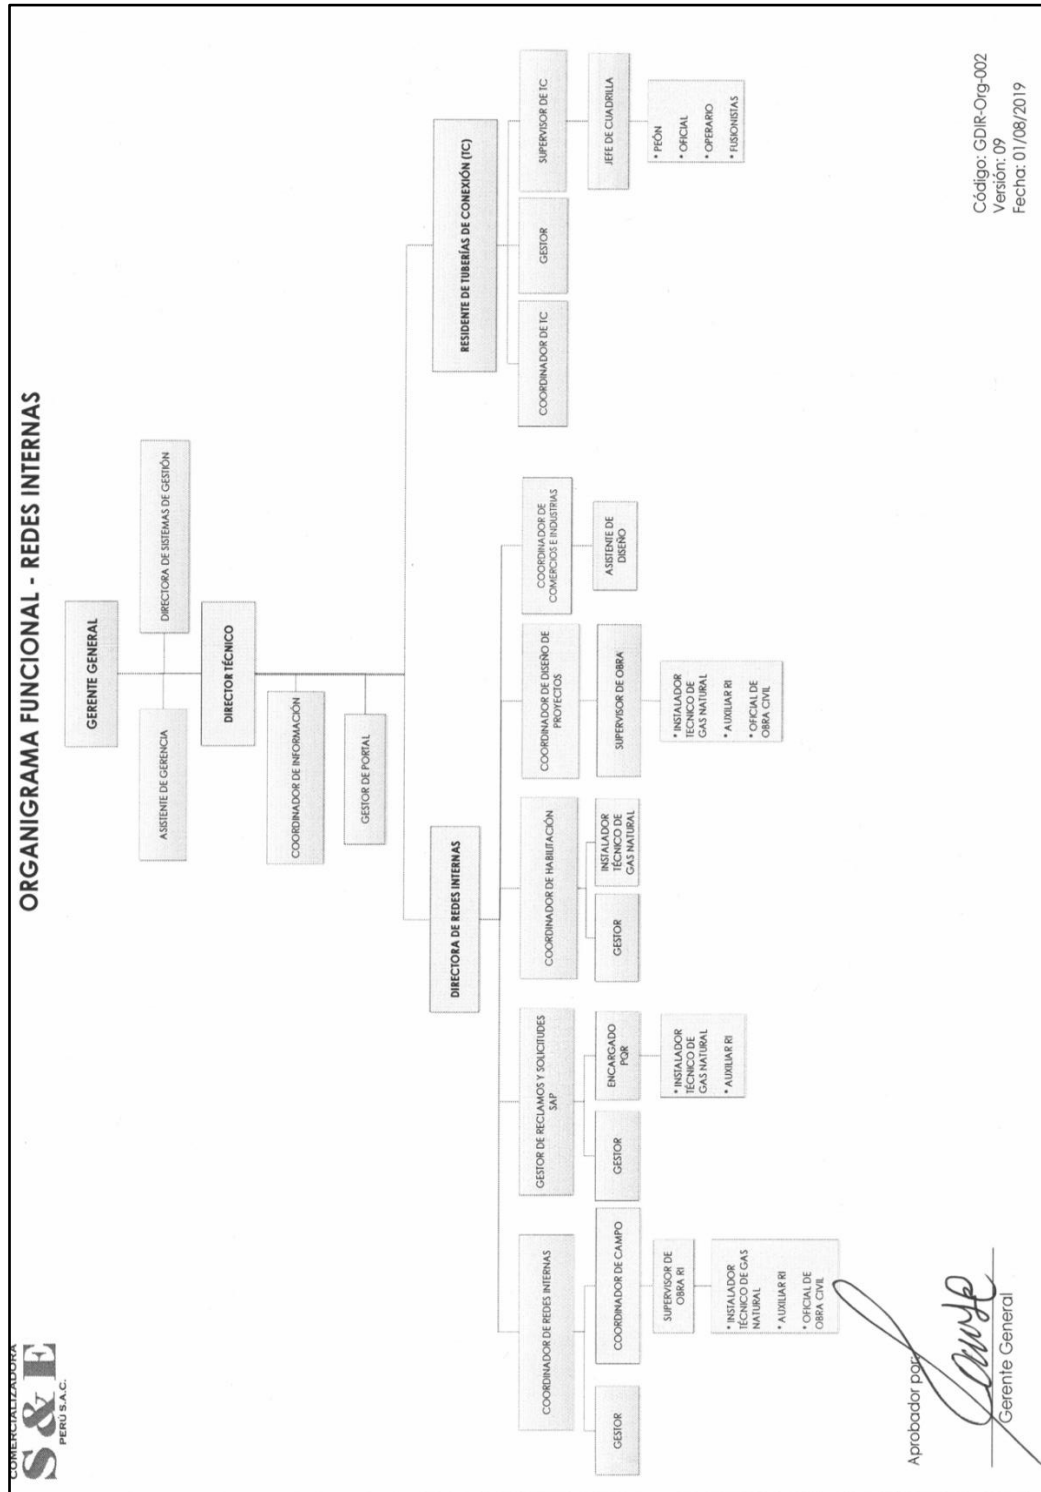 COMERCIALIZADORA
S & E
PERÚ S.A.C.
ORGANIGRAMA FUNCIONAL - REDES INTERNAS
GERENTE GENERAL
ASISTENTE DE GERENCIA
DIRECTORA DE SISTEMAS DE GESTIÓN
DIRECTOR TÉCNICO
COORDINADOR DE INFORMACIÓN
GESTOR DE PORTAL
DIRECTORA DE REDES INTERNAS
RESIDENTE DE TUBERÍAS DE CONEXIÓN (TC)
COORDINADOR DE REDES INTERNAS
GESTOR
COORDINADOR DE CAMPO
SUPERVISOR DE
OBRA RI
* INSTALADOR
TÉCNICO DE GAS
NATURAL
* AUXILIAR RI
* OFICIAL DE
OBRA CIVIL
GESTOR DE RECLAMOS Y SOLICITUDES
SAP
GESTOR
ENCARGADO
PQR
* INSTALADOR
TÉCNICO DE
GAS NATURAL
* AUXILIAR RI
COORDINADOR DE HABILITACIÓN
GESTOR
INSTALADOR
TÉCNICO DE
GAS NATURAL
COORDINADOR DE DISEÑO DE
PROYECTOS
SUPERVISOR DE OBRA
* INSTALADOR
TECNICO DE
GAS NATURAL
* AUXILIAR RI
* OFICIAL DE
OBRA CIVIL
COORDINADOR DE
COMERCIOS E INDUSTRIAS
ASISTENTE DE
DISEÑO
COORDINADOR DE TC
GESTOR
SUPERVISOR DE TC
JEFE DE CUADRILLA
* PEÓN
* OFICIAL
* OPERARIO
* FUSIONISTAS
Aprobador por:
Gerente General
Código: GDIR-Org-002
Versión: 09
Fecha: 01/08/2019